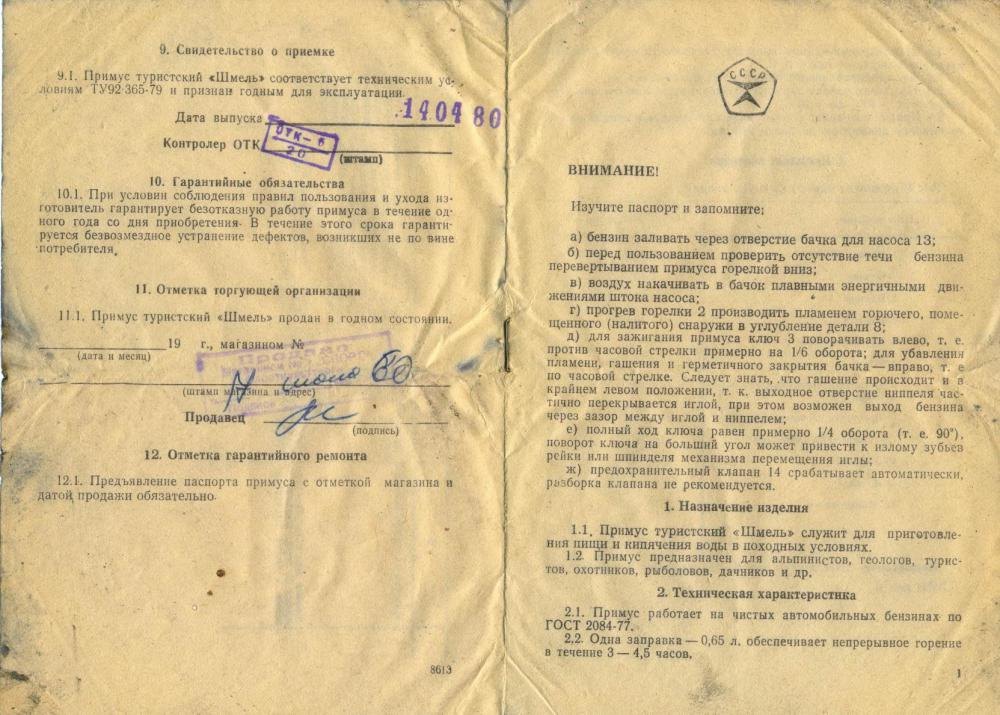 9. Свидетельство о приемке
9.1. Примус туристский «Шмель» соответствует техническим ус-
ловиям ТУ92-365-79 и признан годным для эксплуатации.
Дата выпуска 140480
Контролер ОТК ОТК-6
20
(штамп)
10. Гарантийные обязательства
10.1. При условии соблюдения правил пользования и ухода из-
готовитель гарантирует безотказную работу примуса в течение од-
ного года со дня приобретения. В течение этого срока гаранти-
руется безвозмездное устранение дефектов, возникших не по вине
потребителя.
11. Отметка торгующей организации
11.1. Примус туристский «Шмель» продан в годном состоянии.
19 г., магазином №
(дата и месяц)
(штамп магазина и адрес)
Продавец
(подпись)
12. Отметка гарантийного ремонта
12.1. Предъявление паспорта примуса с отметкой магазина и
датой продажи обязательно.
8613
СССР
ВНИМАНИЕ!
Изучите паспорт и запомните:
а) бензин заливать через отверстие бачка для насоса 13;
б) перед пользованием проверить отсутствие течи бензина
перевертыванием примуса горелкой вниз;
в) воздух накачивать в бачок плавными энергичными дви-
жениями штока насоса;
г) прогрев горелки 2 производить пламенем горючего, поме-
щенного (налитого) снаружи в углубление детали 8;
д) для зажигания примуса ключ 3 поворачивать влево, т. е.
против часовой стрелки примерно на 1/6 оборота; для убавления
пламени, гашения и герметичного закрытия бачка — вправо, т. е
по часовой стрелке. Следует знать, что гашение происходит и в
крайнем левом положении, т. к. выходное отверстие ниппеля час-
тично перекрывается иглой, при этом возможен выход бензина
через зазор между иглой и ниппелем;
е) полный ход ключа равен примерно 1/4 оборота (т. е. 90°),
поворот ключа на больший угол может привести к излому зубьев
рейки или шпинделя механизма перемещения иглы;
ж) предохранительный клапан 14 срабатывает автоматически,
разборка клапана не рекомендуется.
1. Назначение изделия
1.1. Примус туристский «Шмель» служит для приготовле-
ния пищи и кипячения воды в походных условиях.
1.2. Примус предназначен для альпинистов, геологов, турис-
тов, охотников, рыболовов, дачников и др.
2. Техническая характеристика
2.1. Примус работает на чистых автомобильных бензинах по
ГОСТ 2084-77.
2.2. Одна заправка — 0,65 л. обеспечивает непрерывное горение
в течение 3 — 4,5 часов.
1